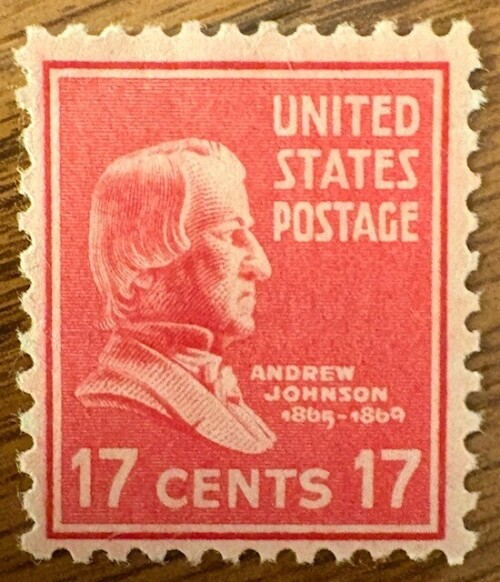 UNITED
STATES
POSTAGE
ANDREW
JOHNSON
1865-1869
17 CENTS 17